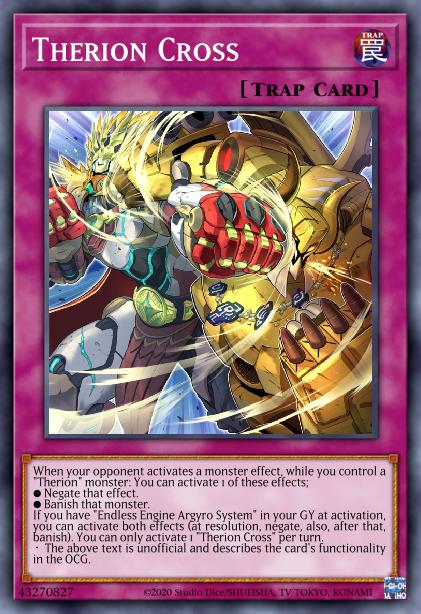 THERION CROSS
TRAP
罠
[TRAP CARD]
When your opponent activates a monster effect, while you control a
"Therion" monster: You can activate 1 of these effects;
● Negate that effect.
● Banish that monster.
If you have "Endless Engine Argyro System" in your GY at activation,
you can activate both effects (at resolution, negate, also, after that,
banish). You can only activate 1 "Therion Cross" per turn.
・ The above text is unofficial and describes the card's functionality
in the OCG.
43270827
©2020 Studio Dice/SHUEISHA, TV TOKYO, KONAMI